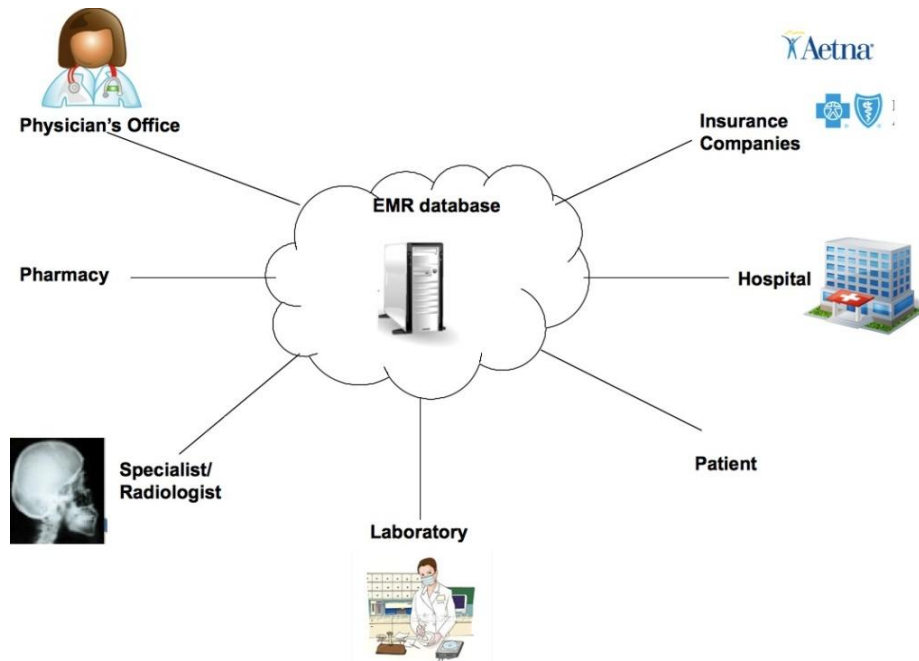 Aetna
Physician's Office
Insurance
Companies
EMR database
Pharmacy
Hospital
Specialist/
Radiologist
Patient
Laboratory